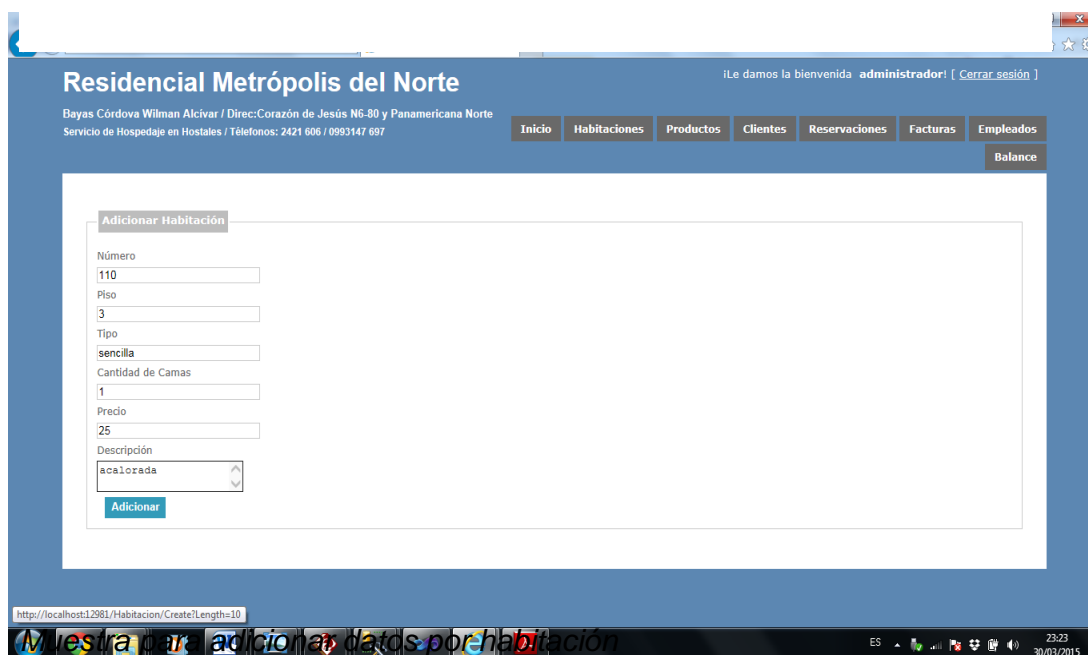 Residencial Metrópolis del Norte
¡Le damos la bienvenida administrador! [ Cerrar sesión ]
Bayas Córdova Wilman Alcívar / Direc:Corazón de Jesús N6-80 y Panamericana Norte
Servicio de Hospedaje en Hostales / Télefonos: 2421 606 / 0993147 697
Inicio Habitaciones Productos Clientes Reservaciones Facturas Empleados
Balance
Adicionar Habitación
Número
110
Piso
3
Tipo
sencilla
Cantidad de Camas
1
Precio
25
Descripción
acalorada
Adicionar
http://localhost:12981/Habitacion/Create?Length=10
Muestra para adicionar datos por habitación
ES 23:23
30/03/2015